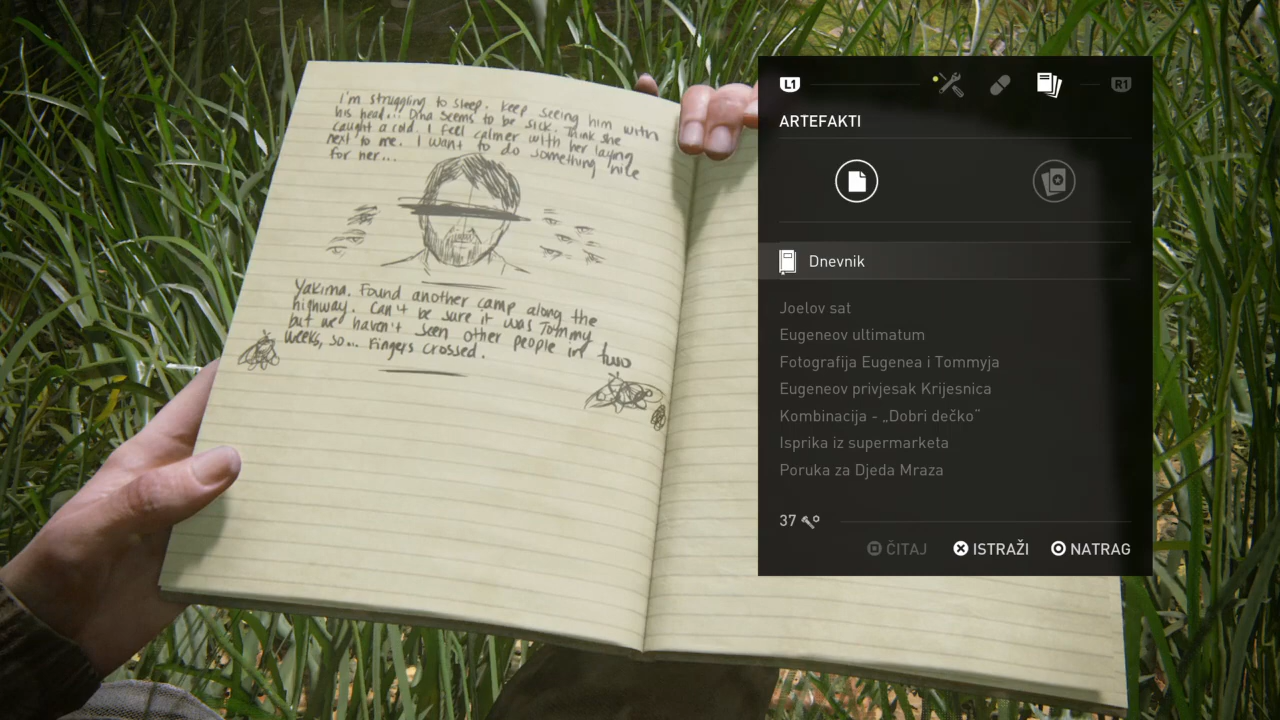 i'm struggling to sleep. keep seeing him with
his head... Dina seems to be sick. Think she
caught a cold. I feel calmer with her laying
next to me. I want to do something nice
for her...
Yakima. Found another camp along the
highway. Can't be sure it was Tommy
but we haven't seen other people in two
weeks, so... Fingers crossed.
L1
R1
ARTEFAKTI
Dnevnik
Joelov sat
Eugeneov ultimatum
Fotografija Eugenea i Tommyja
Eugeneov privjesak Krijesnica
Kombinacija - „Dobri dečko”
Isprika iz supermarketa
Poruka za Djeda Mraza
37
ČITAJ
ISTRAŽI
NATRAG